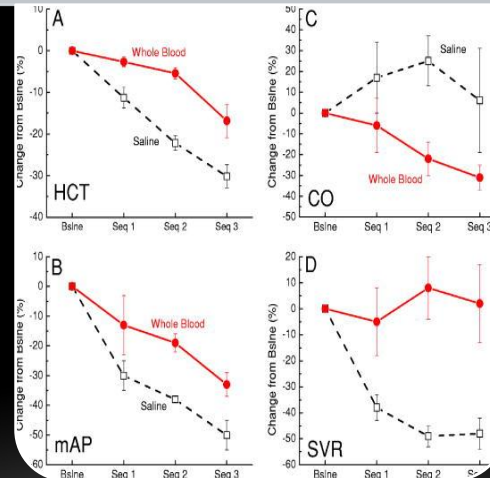 A
10
0
-10
-20
-30
-40
Change from Bslne (%)
Whole Blood
Saline
HCT
Bslne Seq 1 Seq 2 Seq 3
C
50
40
30
20
10
0
-10
-20
-30
-40
-50
Change from Bslne (%)
Saline
Whole Blood
CO
Bslne Seq 1 Seq 2 Seq 3
B
10
0
-10
-20
-30
-40
-50
-60
Change from Bslne (%)
Whole Blood
Saline
mAP
Bslne Seq 1 Seq 2 Seq 3
D
20
10
0
-10
-20
-30
-40
-50
-60
Change from Bslne (%)
SVR
Bslne Seq 1 Seq 2 Seq